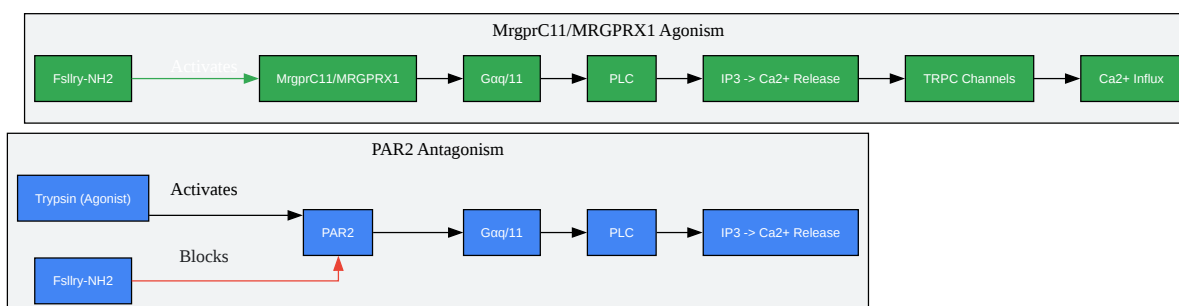 MrgprC11/MRGPRX1 Agonism
Fsllry-NH2
Activates
MrgprC11/MRGPRX1
Gαq/11
PLC
IP3 -> Ca2+ Release
TRPC Channels
Ca2+ Influx
PAR2 Antagonism
Trypsin (Agonist)
Activates
PAR2
Gαq/11
PLC
IP3 -> Ca2+ Release
Blocks
Fsllry-NH2